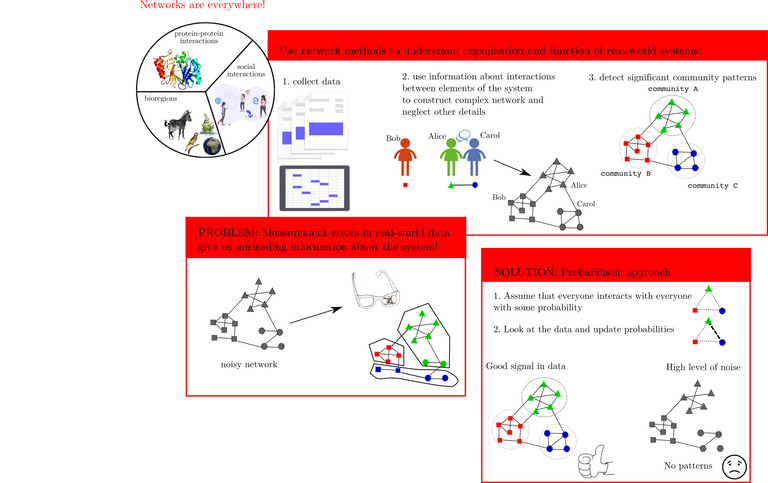 Networks are everywhere!
protein-protein
interactions
social
interactions
bioregions
Use network methods to understand organization and function of real-world systems:
1. collect data
2. use information about interactions
between elements of the system
to construct complex network and
neglect other details
Bob
Alice
Carol
Bob
Alice
Carol
3. detect significant community patterns
community A
community B
community C
PROBLEM: Measurement errors in real-world data
give us misleading information about the system!
noisy network
SOLUTION: Probabilistic approach
1. Assume that everyone interacts with everyone
with some probability
2. Look at the data and update probabilities
Good signal in data
High level of noise
No patterns